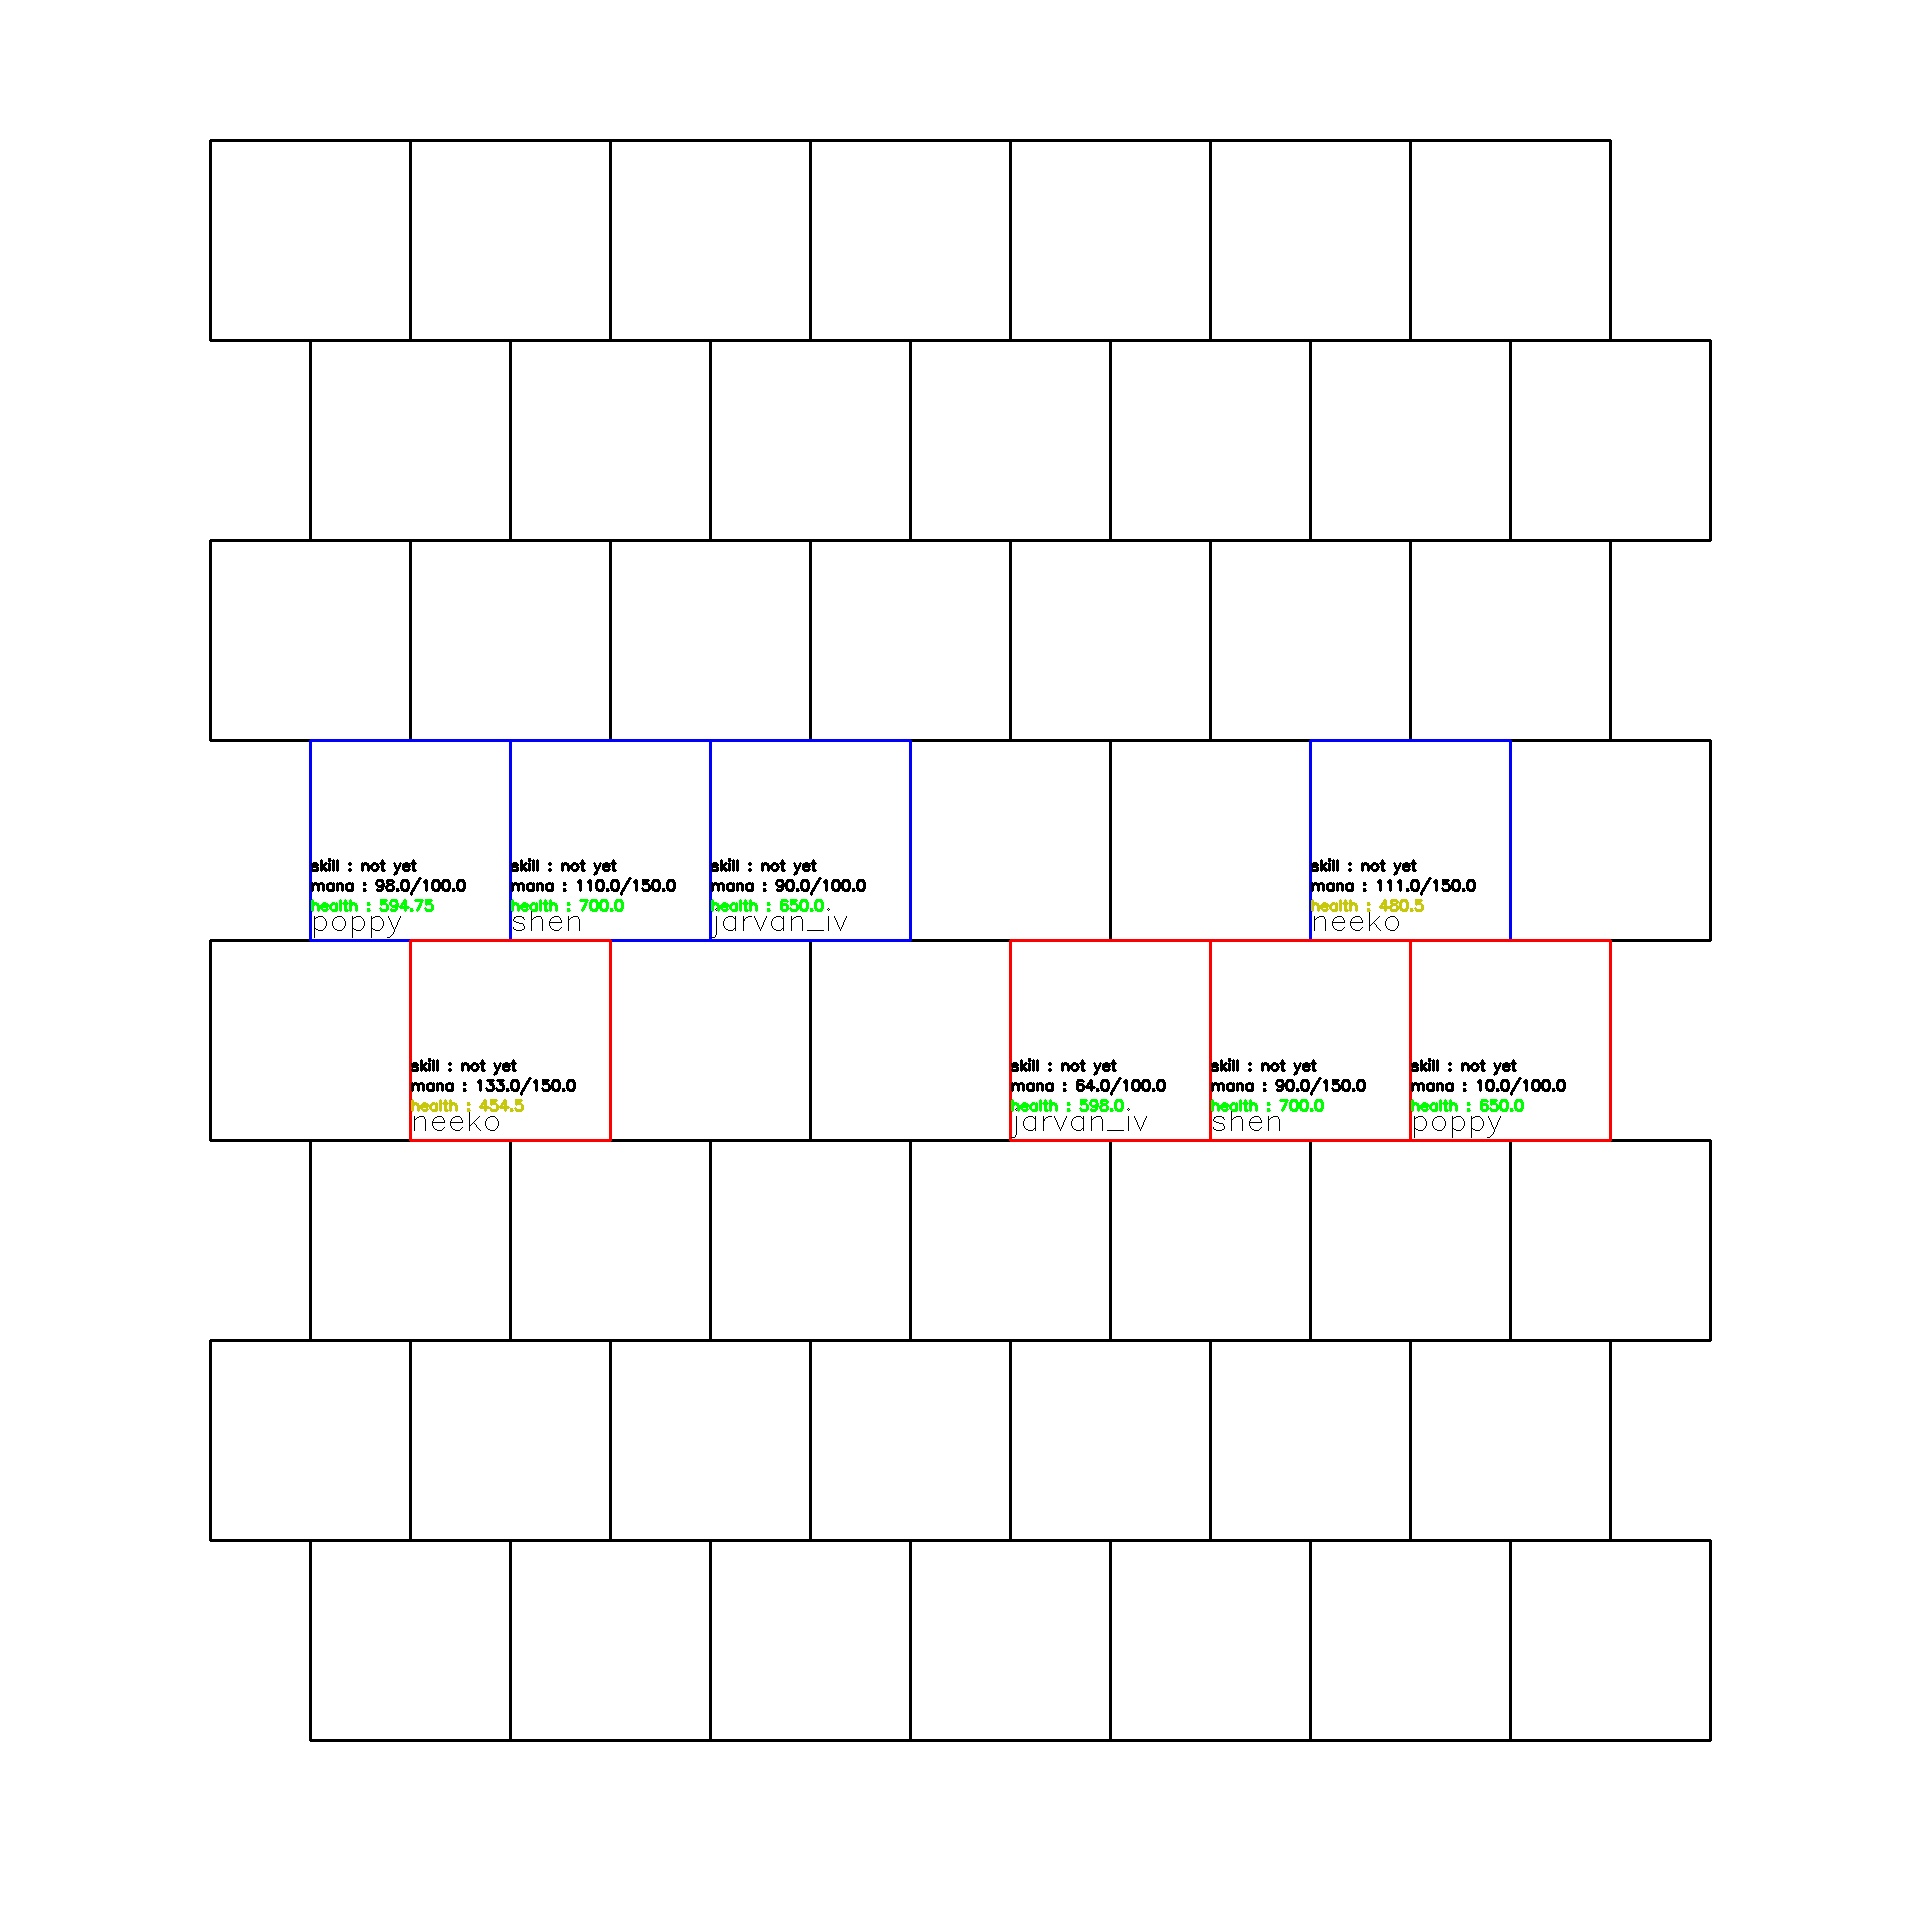 skill : not yet
mana : 98.0/100.0
health : 594.75
poppy
skill : not yet
mana : 110.0/150.0
health : 700.0
shen
skill : not yet
mana : 90.0/100.0
health : 650.0
jarvan_iv
skill : not yet
mana : 111.0/150.0
health : 480.5
neeko
skill : not yet
mana : 133.0/150.0
health : 454.5
neeko
skill : not yet
mana : 64.0/100.0
health : 598.0
jarvan_iv
skill : not yet
mana : 90.0/150.0
health : 700.0
shen
skill : not yet
mana : 10.0/100.0
health : 650.0
poppy